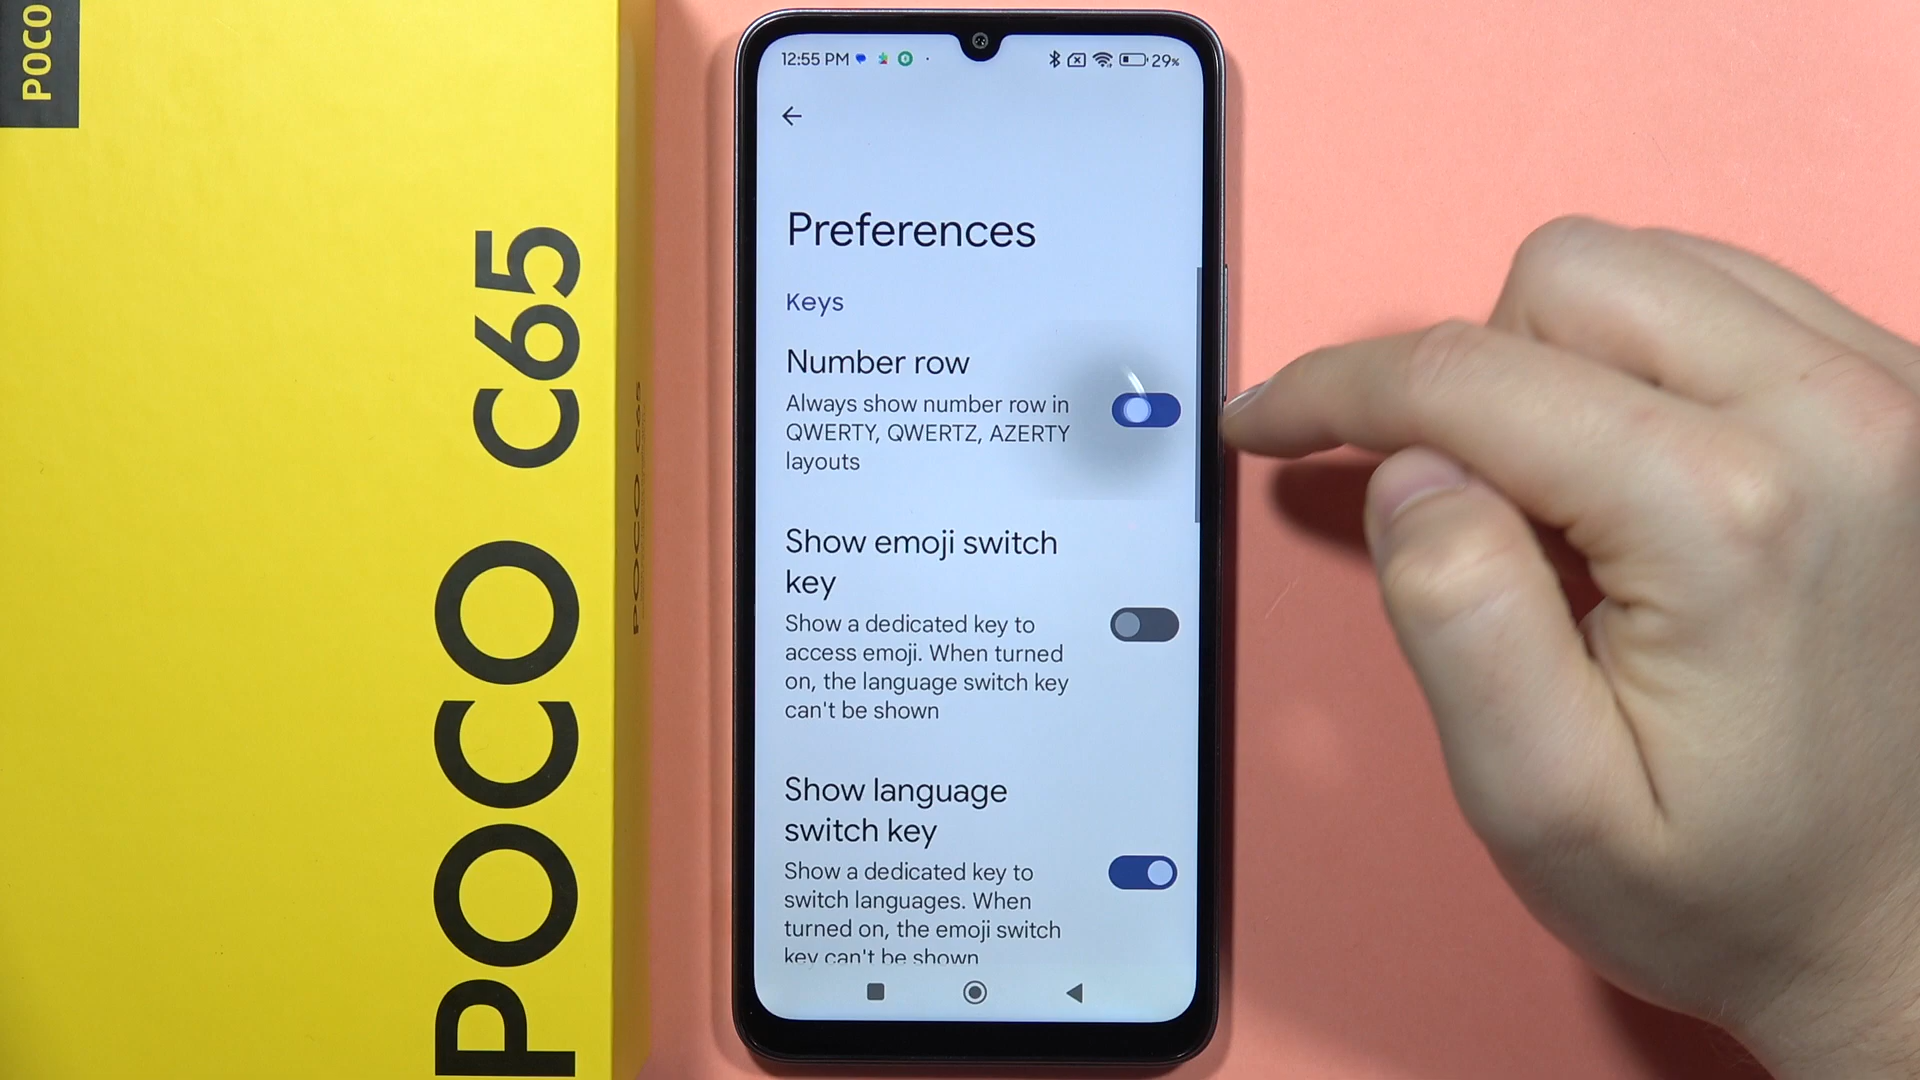 POCO
POCO C65
POCO C65
12:55 PM
29%
Preferences
Keys
Number row
Always show number row in
QWERTY, QWERTZ, AZERTY
layouts
Show emoji switch
key
Show a dedicated key to
access emoji. When turned
on, the language switch key
can't be shown
Show language
switch key
Show a dedicated key to
switch languages. When
turned on, the emoji switch
key can't be shown